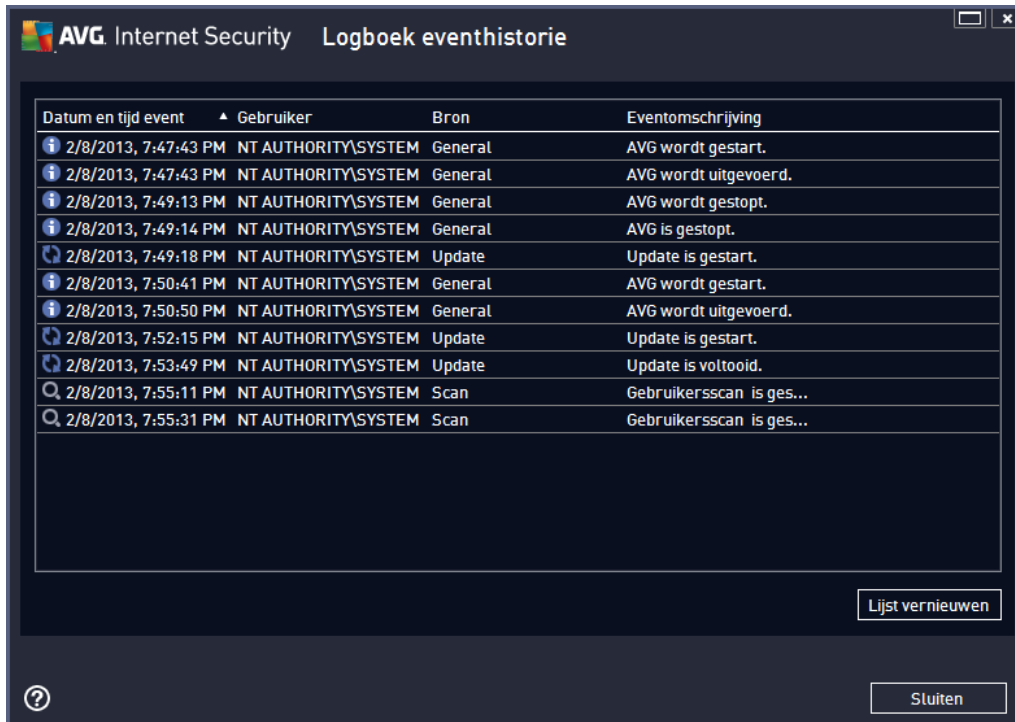 AVG. Internet Security Logboek eventhistorie
Datum en tijd event Gebruiker Bron Eventomschrijving
2/8/2013, 7:47:43 PM NT AUTHORITY\SYSTEM General AVG wordt gestart.
2/8/2013, 7:47:43 PM NT AUTHORITY\SYSTEM General AVG wordt uitgevoerd.
2/8/2013, 7:49:13 PM NT AUTHORITY\SYSTEM General AVG wordt gestopt.
2/8/2013, 7:49:14 PM NT AUTHORITY\SYSTEM General AVG is gestopt.
2/8/2013, 7:49:18 PM NT AUTHORITY\SYSTEM Update Update is gestart.
2/8/2013, 7:50:41 PM NT AUTHORITY\SYSTEM General AVG wordt gestart.
2/8/2013, 7:50:50 PM NT AUTHORITY\SYSTEM General AVG wordt uitgevoerd.
2/8/2013, 7:52:15 PM NT AUTHORITY\SYSTEM Update Update is gestart.
2/8/2013, 7:53:49 PM NT AUTHORITY\SYSTEM Update Update is voltooid.
2/8/2013, 7:55:11 PM NT AUTHORITY\SYSTEM Scan Gebruikersscan is ges...
2/8/2013, 7:55:31 PM NT AUTHORITY\SYSTEM Scan Gebruikersscan is ges...
Lijst vernieuwen
Sluiten